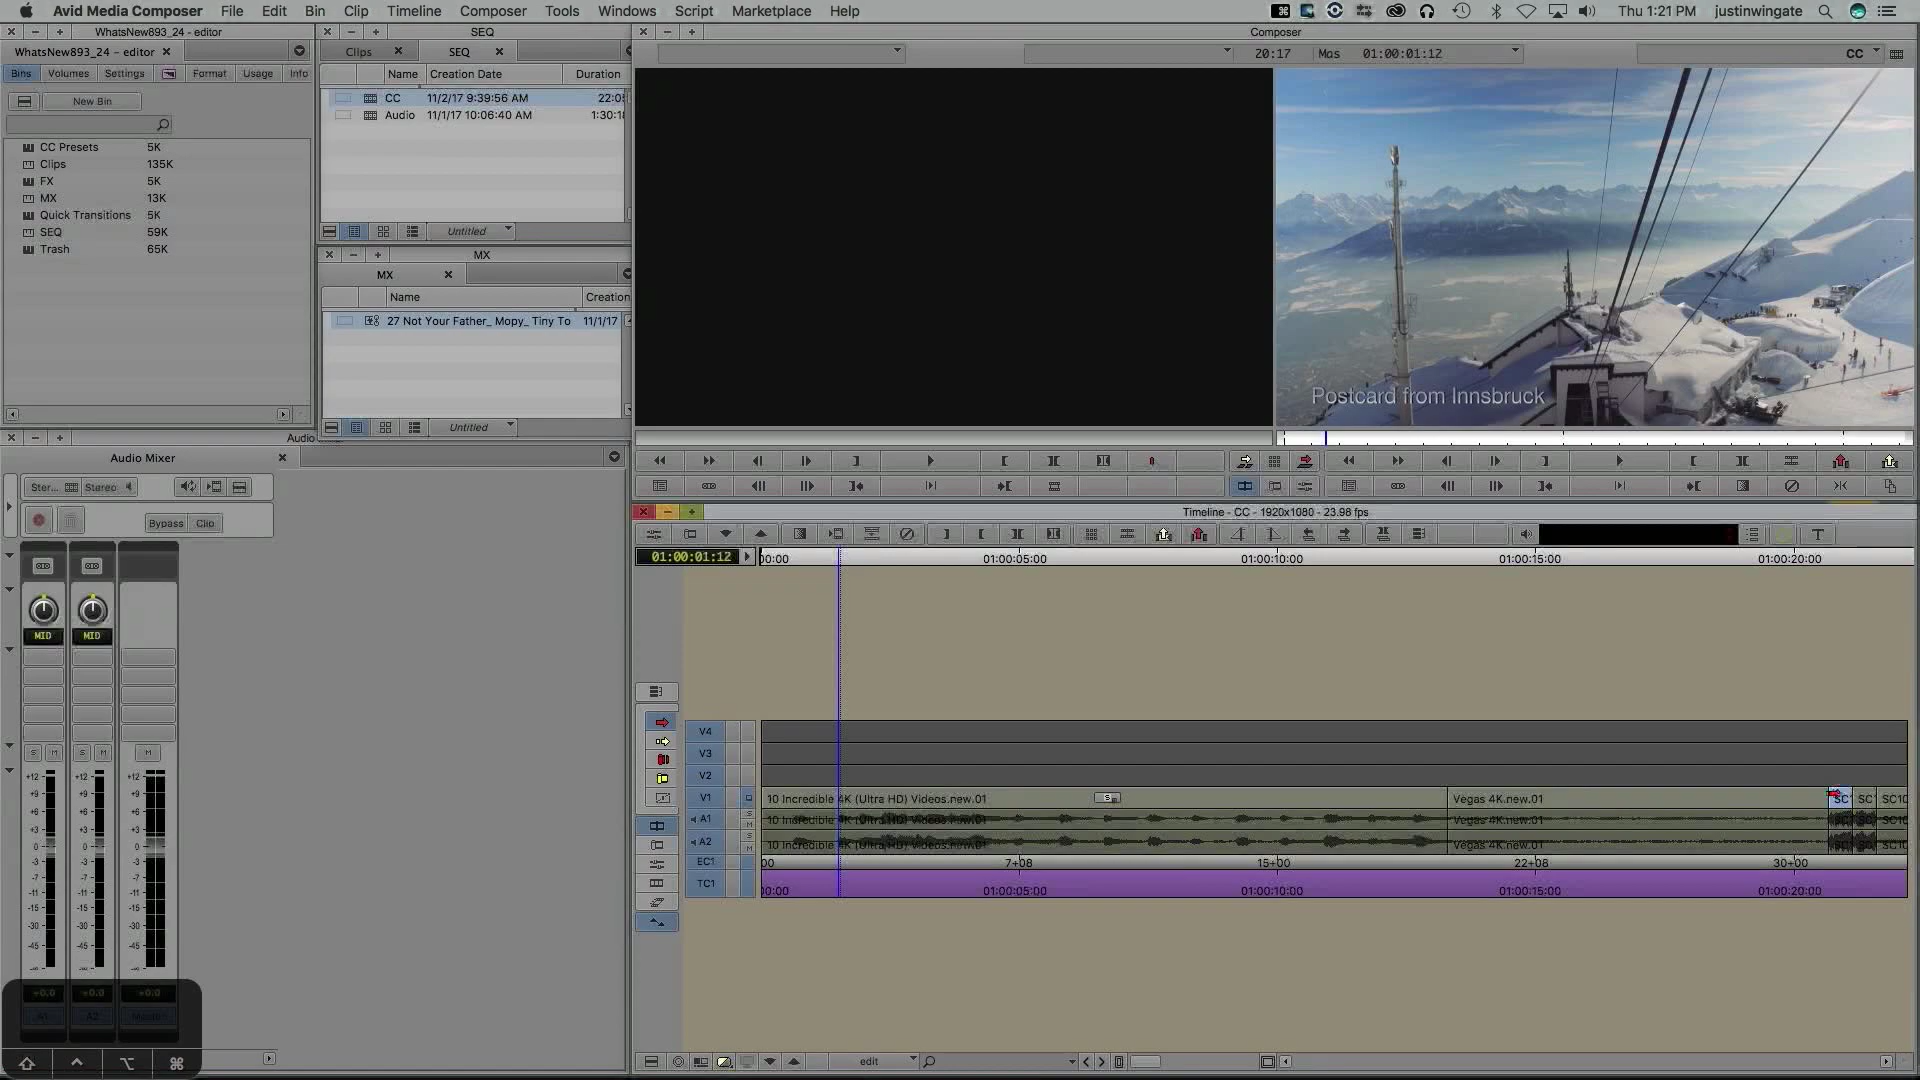 Avid Media Composer File Edit Bin Clip Timeline Composer Tools Windows Script Marketplace Help Thu 1:21 PM justinwingate
WhatsNew893_24 - editor
WhatsNew893_24 - editor
Bins Volumes Settings Format Usage Info
New Bin
CC Presets 5K
Clips 135K
FX 5K
MX 13K
Quick Transitions 5K
SEQ 59K
Trash 65K
SEQ
Clips SEQ
Name Creation Date Duration
CC 11/2/17 9:39:56 AM 22:0
Audio 11/1/17 10:06:40 AM 1:30:1
Untitled
MX
MX
Name Creation
27 Not Your Father_ Mopy_ Tiny To 11/1/17
Untitled
Composer
20:17 Mas 01:00:01:12 CC
Postcard from Innsbruck
Audio
Audio Mixer
Ster... Stereo
Bypass Clip
MID MID
S M S M M
+12 +12 +12
+9 +9 +9
+6 +6 +6
+3 +3 +3
0 0 0
-3 -3 -3
-7 -7 -7
-11 -11 -11
-15 -15 -15
-30 -30 -30
-45 -45 -45
+0.0 +0.0 +0.0
A1 A2 Master
Timeline - CC - 1920x1080 - 23.98 fps
01:00:01:12 00:00 01:00:05:00 01:00:10:00 01:00:15:00 01:00:20:00
V4
V3
V2
V1 10 Incredible 4K (Ultra HD) Videos.new.01 Vegas 4K.new.01 SC SC SC10
A1 10 Incredible 4K (Ultra HD) Videos.new.01 Vegas 4K.new.01 SC10
A2 10 Incredible 4K (Ultra HD) Videos.new.01 Vegas 4K.new.01 SC10
EC1 00 7+08 15+00 22+08 30+00
TC1 00:00 01:00:05:00 01:00:10:00 01:00:15:00 01:00:20:00
edit